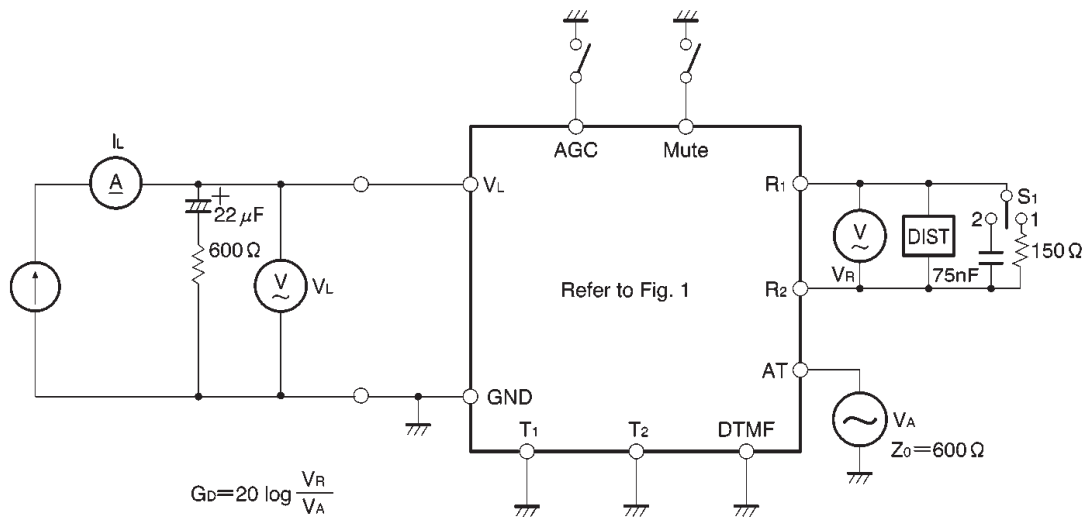 AGC
Mute
IL
A
VL
22 μF
600 Ω
V
VL
+
Refer to Fig. 1
R1
S1
2
1
V
DIST
150 Ω
VR
75nF
R2
AT
VA
Z0=600 Ω
GND
T1
T2
DTMF
GD=20 log VR
VA